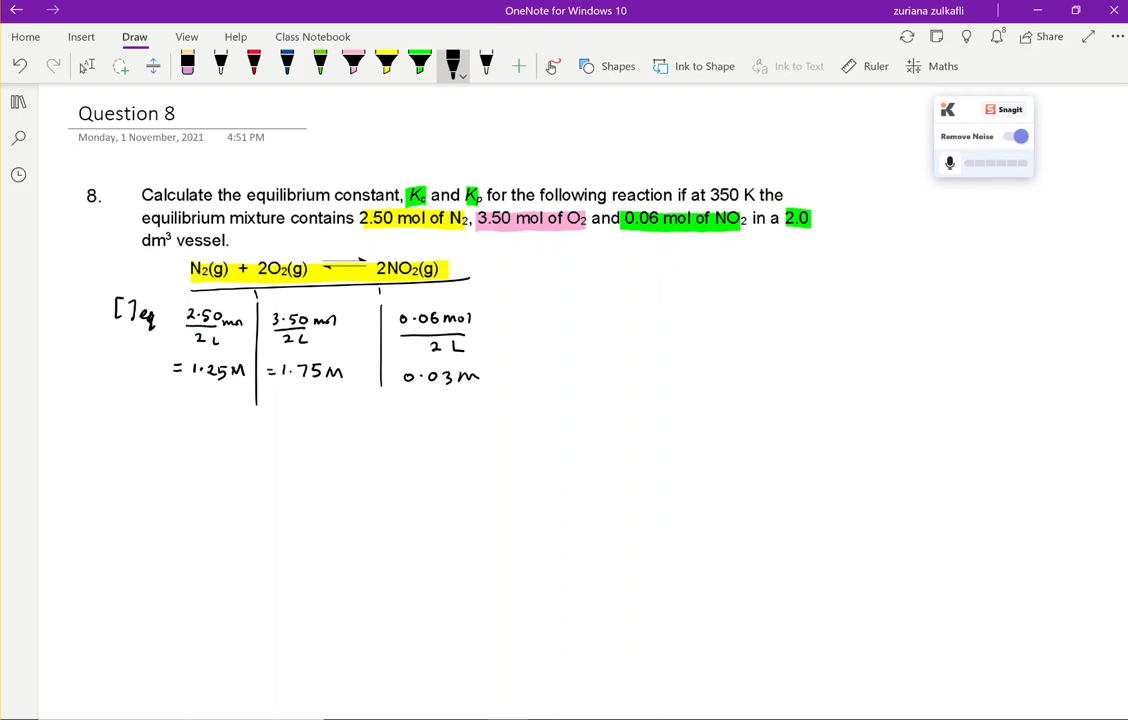 OneNote for Windows 10
zuriana zulkafli
Home Insert Draw View Help Class Notebook
Share
Shapes Ink to Shape Ink to Text Ruler Maths
Question 8
Monday, 1 November, 2021 4:51 PM
K Snagit
Remove Noise
8. Calculate the equilibrium constant, Kc and Kp for the following reaction if at 350 K the
equilibrium mixture contains 2.50 mol of N₂, 3.50 mol of O₂ and 0.06 mol of NO₂ in a 2.0
dm³ vessel.
N₂(g) + 2O₂(g) ⇌ 2NO₂(g)
[ ]eq 2.50 mol 3.50 mol 0.06 mol
2 L 2 L 2 L
= 1.25 M = 1.75 M 0.03 M